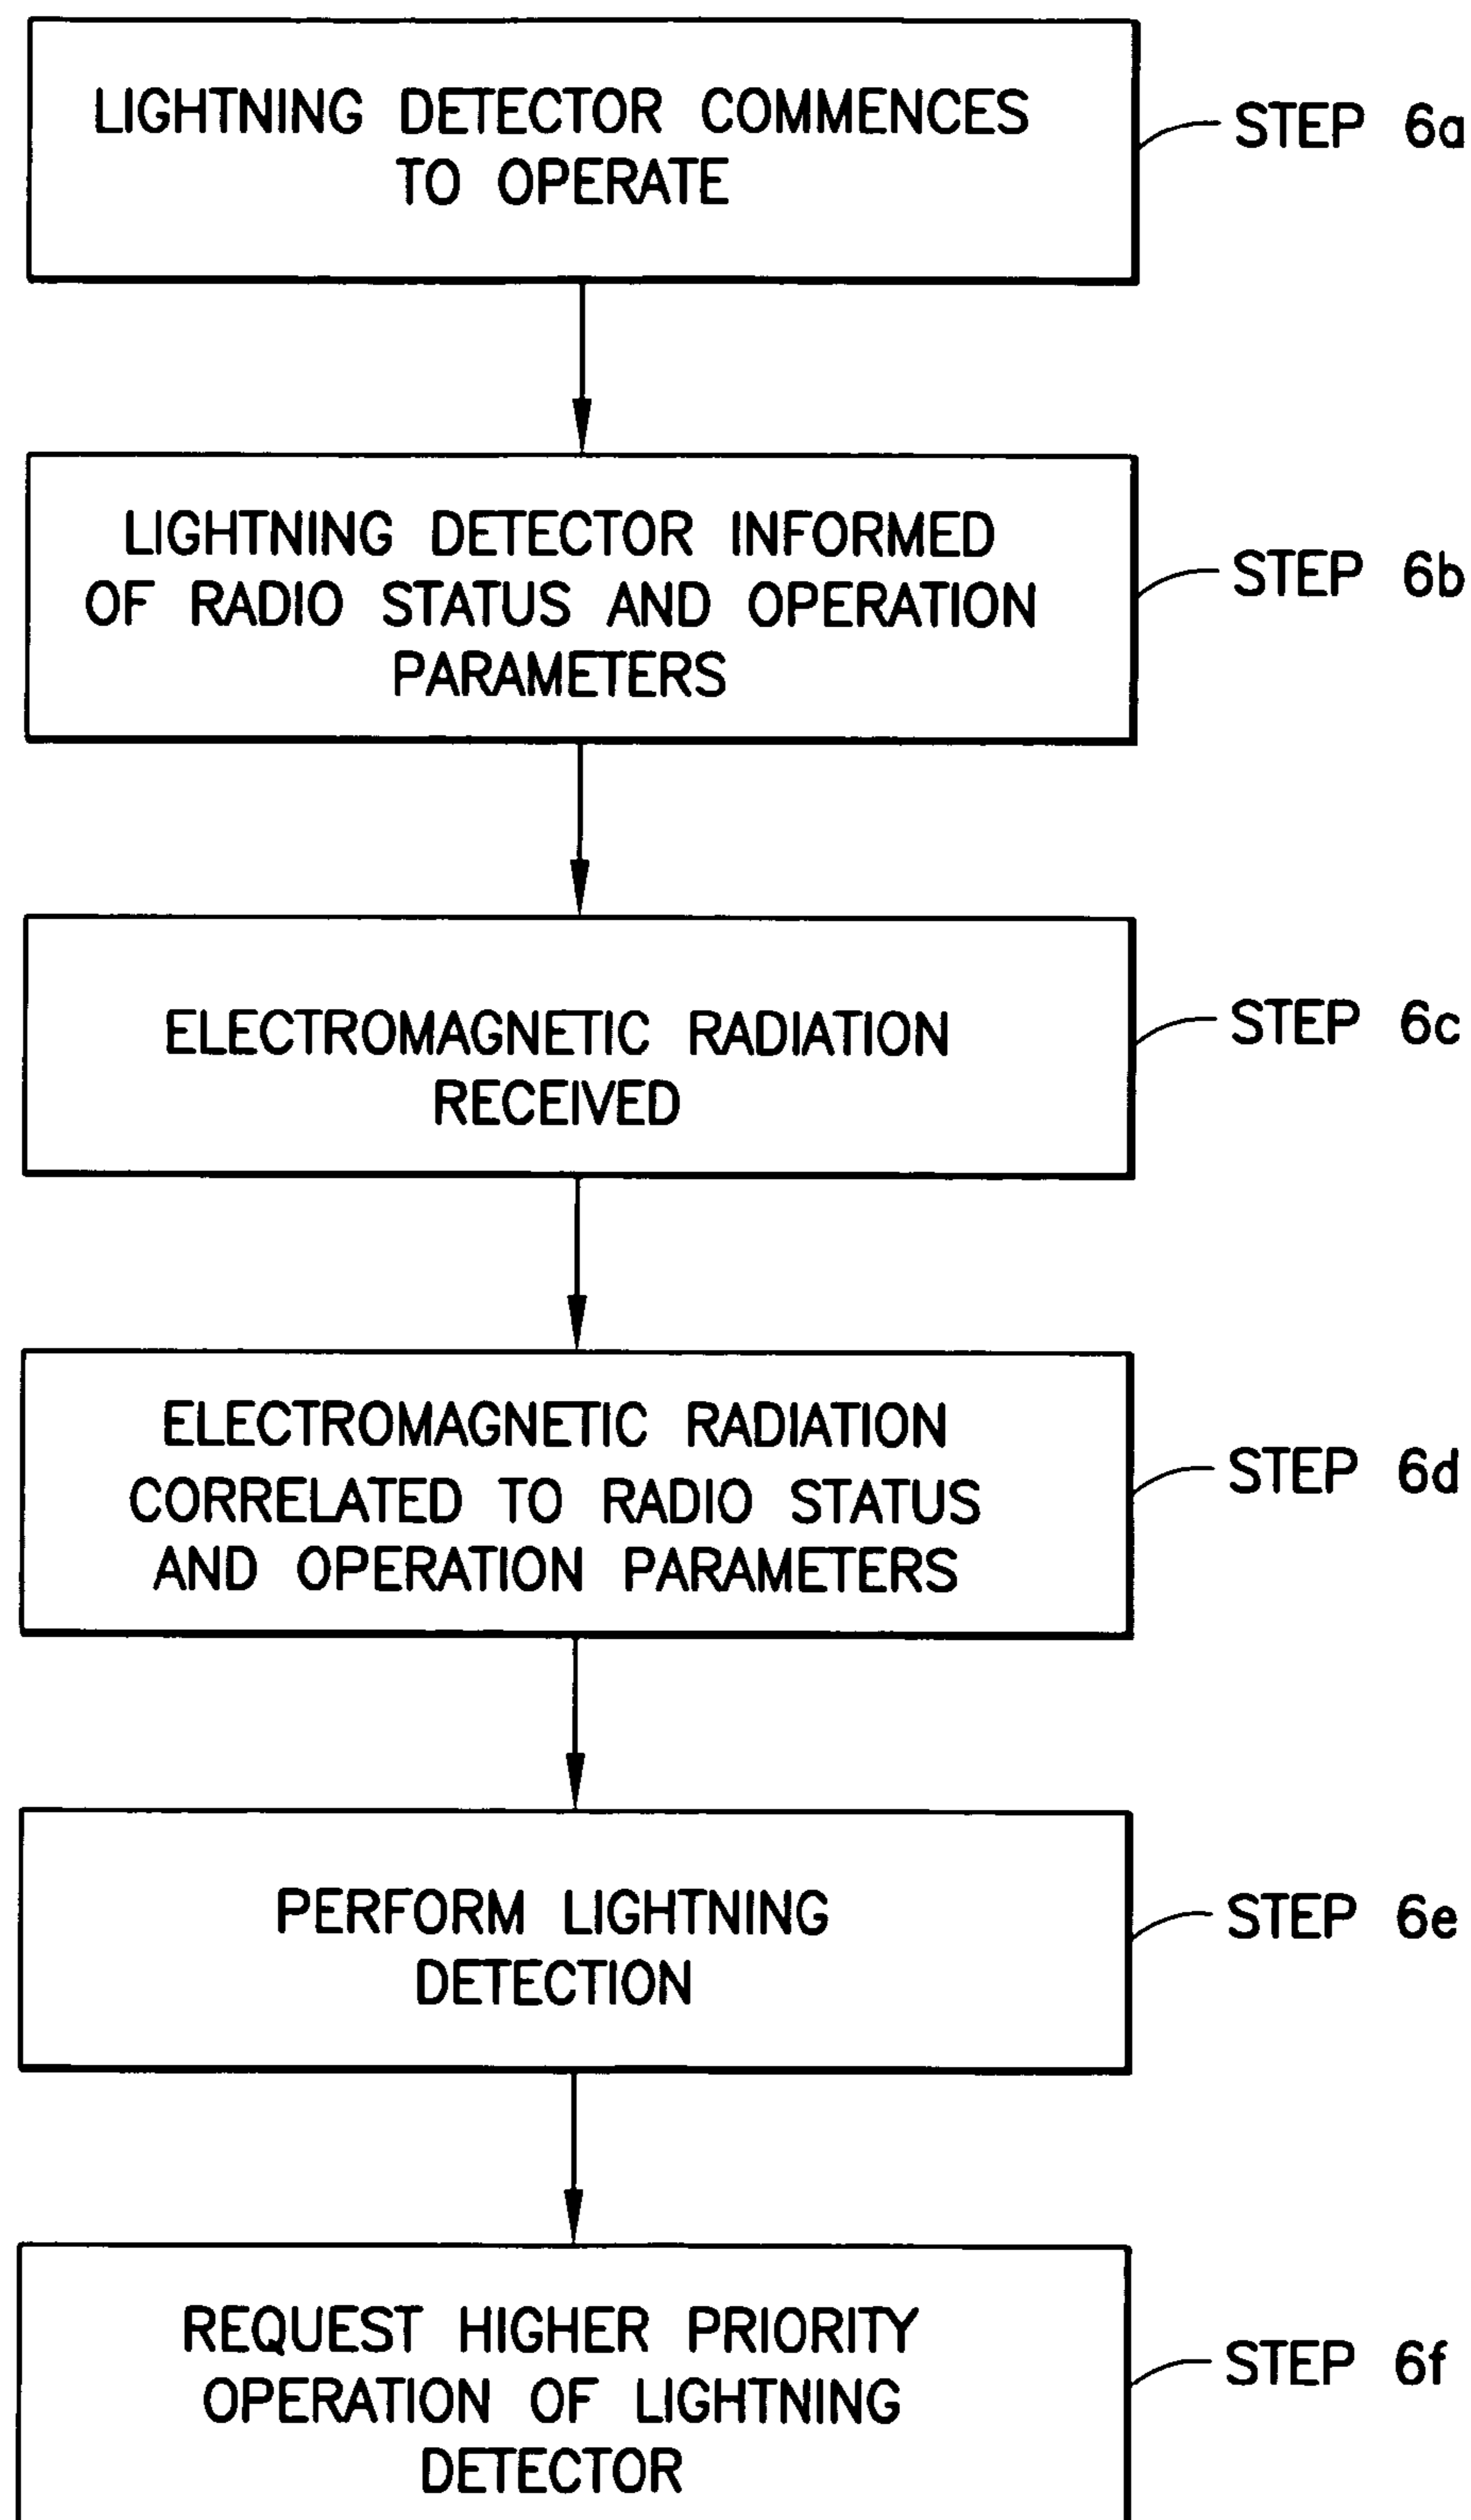 LIGHTNING DETECTOR COMMENCES
TO OPERATE
STEP 6a
LIGHTNING DETECTOR INFORMED
OF RADIO STATUS AND OPERATION
PARAMETERS
STEP 6b
ELECTROMAGNETIC RADIATION
RECEIVED
STEP 6c
ELECTROMAGNETIC RADIATION
CORRELATED TO RADIO STATUS
AND OPERATION PARAMETERS
STEP 6d
PERFORM LIGHTNING
DETECTION
STEP 6e
REQUEST HIGHER PRIORITY
OPERATION OF LIGHTNING
DETECTOR
STEP 6f